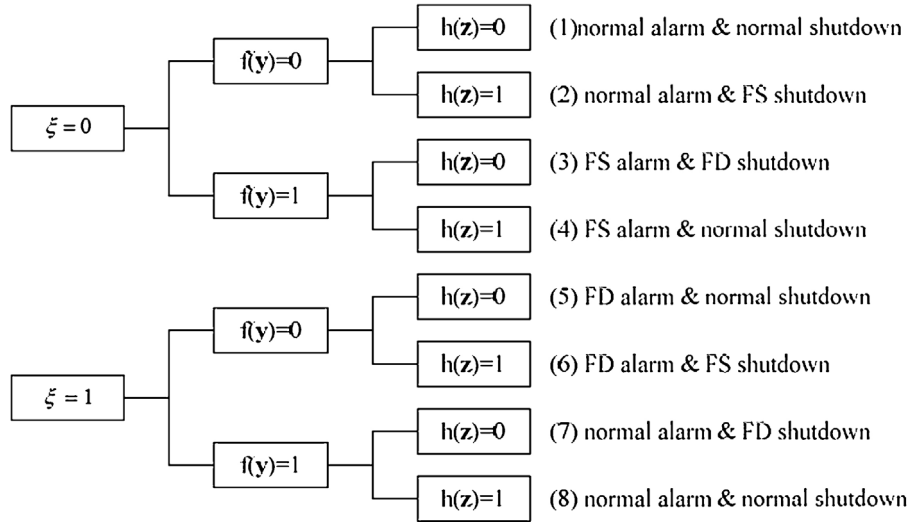 h(z)=0 (1)normal alarm & normal shutdown
f(y)=0
h(z)=1 (2) normal alarm & FS shutdown
ξ = 0
h(z)=0 (3) FS alarm & FD shutdown
f(y)=1
h(z)=1 (4) FS alarm & normal shutdown
h(z)=0 (5) FD alarm & normal shutdown
f(y)=0
h(z)=1 (6) FD alarm & FS shutdown
ξ = 1
h(z)=0 (7) normal alarm & FD shutdown
f(y)=1
h(z)=1 (8) normal alarm & normal shutdown